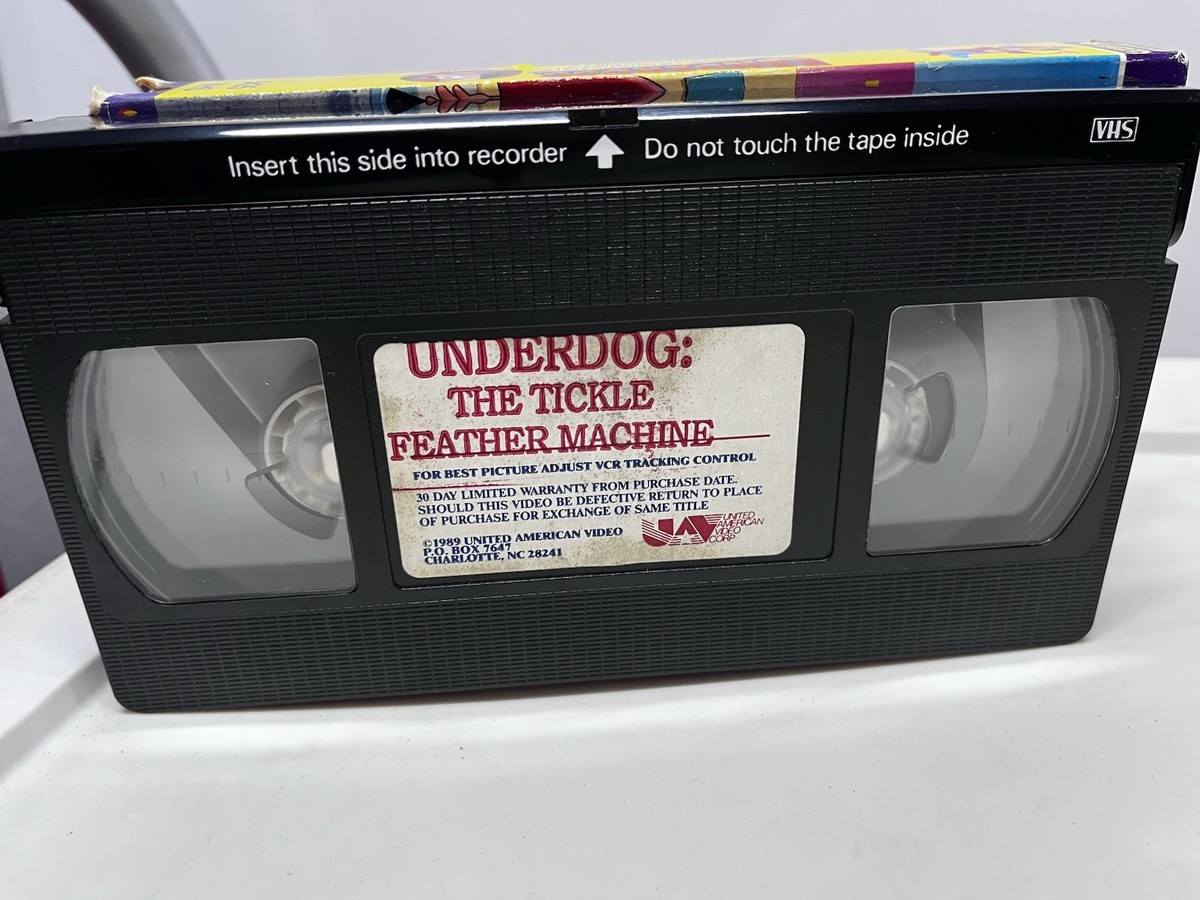 Insert this side into recorder Do not touch the tape inside
VHS
UNDERDOG:
THE TICKLE
FEATHER MACHINE
FOR BEST PICTURE ADJUST VCR TRACKING CONTROL
30 DAY LIMITED WARRANTY FROM PURCHASE DATE.
SHOULD THIS VIDEO BE DEFECTIVE RETURN TO PLACE
OF PURCHASE FOR EXCHANGE OF SAME TITLE
©1989 UNITED AMERICAN VIDEO
P.O. BOX 7647
CHARLOTTE, NC 28241
UAV
UNITED
AMERICAN
VIDEO
CORP